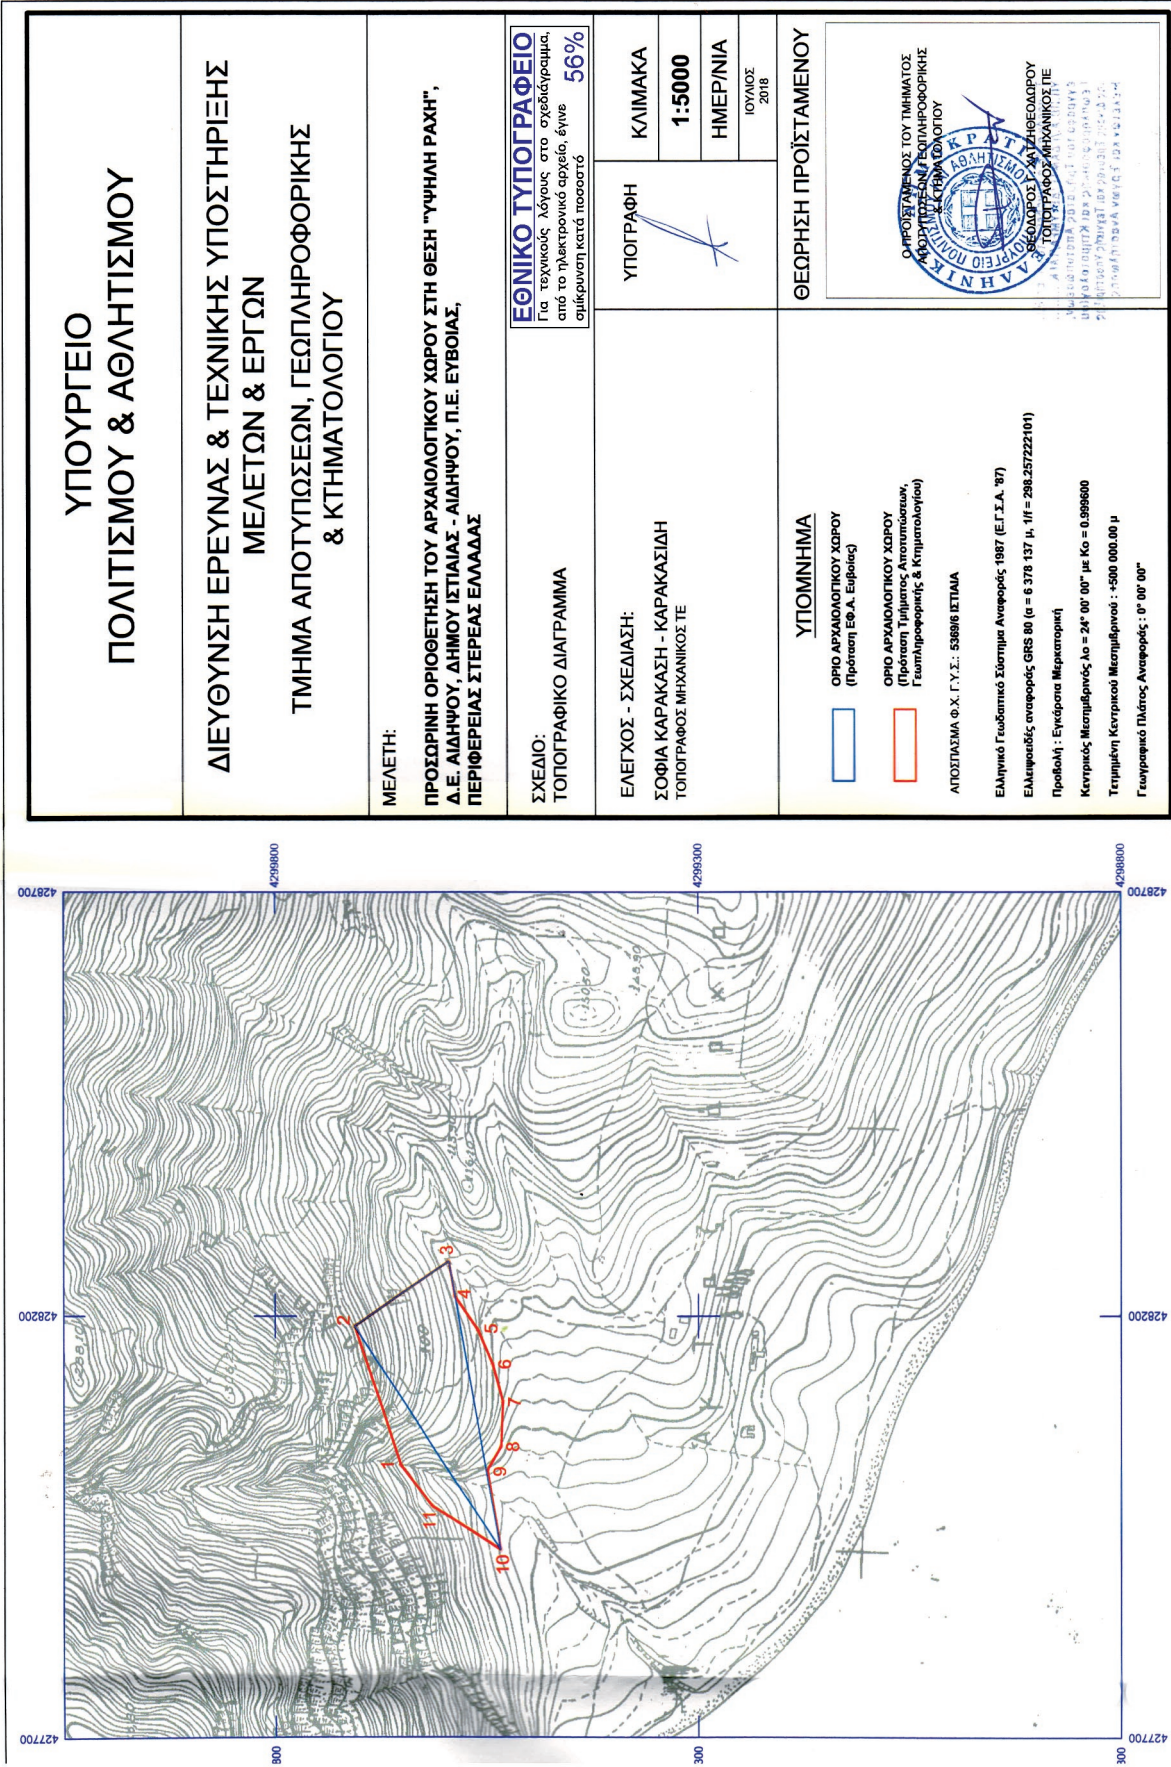 ΥΠΟΥΡΓΕΙΟ
ΠΟΛΙΤΙΣΜΟΥ & ΑΘΛΗΤΙΣΜΟΥ
ΔΙΕΥΘΥΝΣΗ ΕΡΕΥΝΑΣ & ΤΕΧΝΙΚΗΣ ΥΠΟΣΤΗΡΙΞΗΣ
ΜΕΛΕΤΩΝ & ΕΡΓΩΝ
ΤΜΗΜΑ ΑΠΟΤΥΠΩΣΕΩΝ, ΓΕΩΠΛΗΡΟΦΟΡΙΚΗΣ
& ΚΤΗΜΑΤΟΛΟΓΙΟΥ
ΜΕΛΕΤΗ:
ΠΡΟΣΩΡΙΝΗ ΟΡΙΟΘΕΤΗΣΗ ΤΟΥ ΑΡΧΑΙΟΛΟΓΙΚΟΥ ΧΩΡΟΥ ΣΤΗ ΘΕΣΗ "ΥΨΗΛΗ ΡΑΧΗ",
Δ.Ε. ΑΙΔΗΨΟΥ, ΔΗΜΟΥ ΙΣΤΙΑΙΑΣ - ΑΙΔΗΨΟΥ, Π.Ε. ΕΥΒΟΙΑΣ,
ΠΕΡΙΦΕΡΕΙΑΣ ΣΤΕΡΕΑΣ ΕΛΛΑΔΑΣ
ΣΧΕΔΙΟ:
ΤΟΠΟΓΡΑΦΙΚΟ ΔΙΑΓΡΑΜΜΑ
ΕΘΝΙΚΟ ΤΥΠΟΓΡΑΦΕΙΟ
Για τεχνικούς λόγους στο σχεδιάγραμμα,
από το ηλεκτρονικό αρχείο, έγινε
σμίκρυνση κατά ποσοστό 56%
ΕΛΕΓΧΟΣ - ΣΧΕΔΙΑΣΗ:
ΣΟΦΙΑ ΚΑΡΑΚΑΣΗ - ΚΑΡΑΚΑΣΙΔΗ
ΤΟΠΟΓΡΑΦΟΣ ΜΗΧΑΝΙΚΟΣ ΤΕ
ΥΠΟΓΡΑΦΗ
ΚΛΙΜΑΚΑ
1:5000
ΗΜΕΡ/ΝΙΑ
ΙΟΥΛΙΟΣ
2018
ΥΠΟΜΝΗΜΑ
ΟΡΙΟ ΑΡΧΑΙΟΛΟΓΙΚΟΥ ΧΩΡΟΥ
(Πρόταση ΕΦ.Α. Ευβοίας)
ΟΡΙΟ ΑΡΧΑΙΟΛΟΓΙΚΟΥ ΧΩΡΟΥ
(Πρόταση Τμήματος Αποτυπώσεων,
Γεωπληροφορικής & Κτηματολογίου)
ΑΠΟΣΠΑΣΜΑ Φ.Χ. Γ.Υ.Σ.: 5369/6 ΙΣΤΙΑΙΑ
Ελληνικό Γεωδαιτικό Σύστημα Αναφοράς 1987 (Ε.Γ.Σ.Α. '87)
Ελλειψοειδές αναφοράς GRS 80 (α = 6 378 137 μ, 1/f = 298.257222101)
Προβολή : Εγκάρσια Μερκατορική
Κεντρικός Μεσημβρινός λο = 24° 00' 00" με Κο = 0.999600
Τετμημένη Κεντρικού Μεσημβρινού : +500 000.00 μ
Γεωγραφικό Πλάτος Αναφοράς : 0° 00' 00"
ΘΕΩΡΗΣΗ ΠΡΟΪΣΤΑΜΕΝΟΥ
Ο ΠΡΟΪΣΤΑΜΕΝΟΣ ΤΟΥ ΤΜΗΜΑΤΟΣ
ΑΠΟΤΥΠΩΣΕΩΝ, ΓΕΩΠΛΗΡΟΦΟΡΙΚΗΣ
& ΚΤΗΜΑΤΟΛΟΓΙΟΥ
ΘΕΟΔΩΡΟΣ Γ. ΧΑΤΖΗΘΕΟΔΩΡΟΥ
ΤΟΠΟΓΡΑΦΟΣ ΜΗΧΑΝΙΚΟΣ ΠΕ
427700
428200
428700
4299800
4299300
4298800
427700
428200
428700
800
300
300
1
2
3
4
5
6
7
8
9
10
11
100